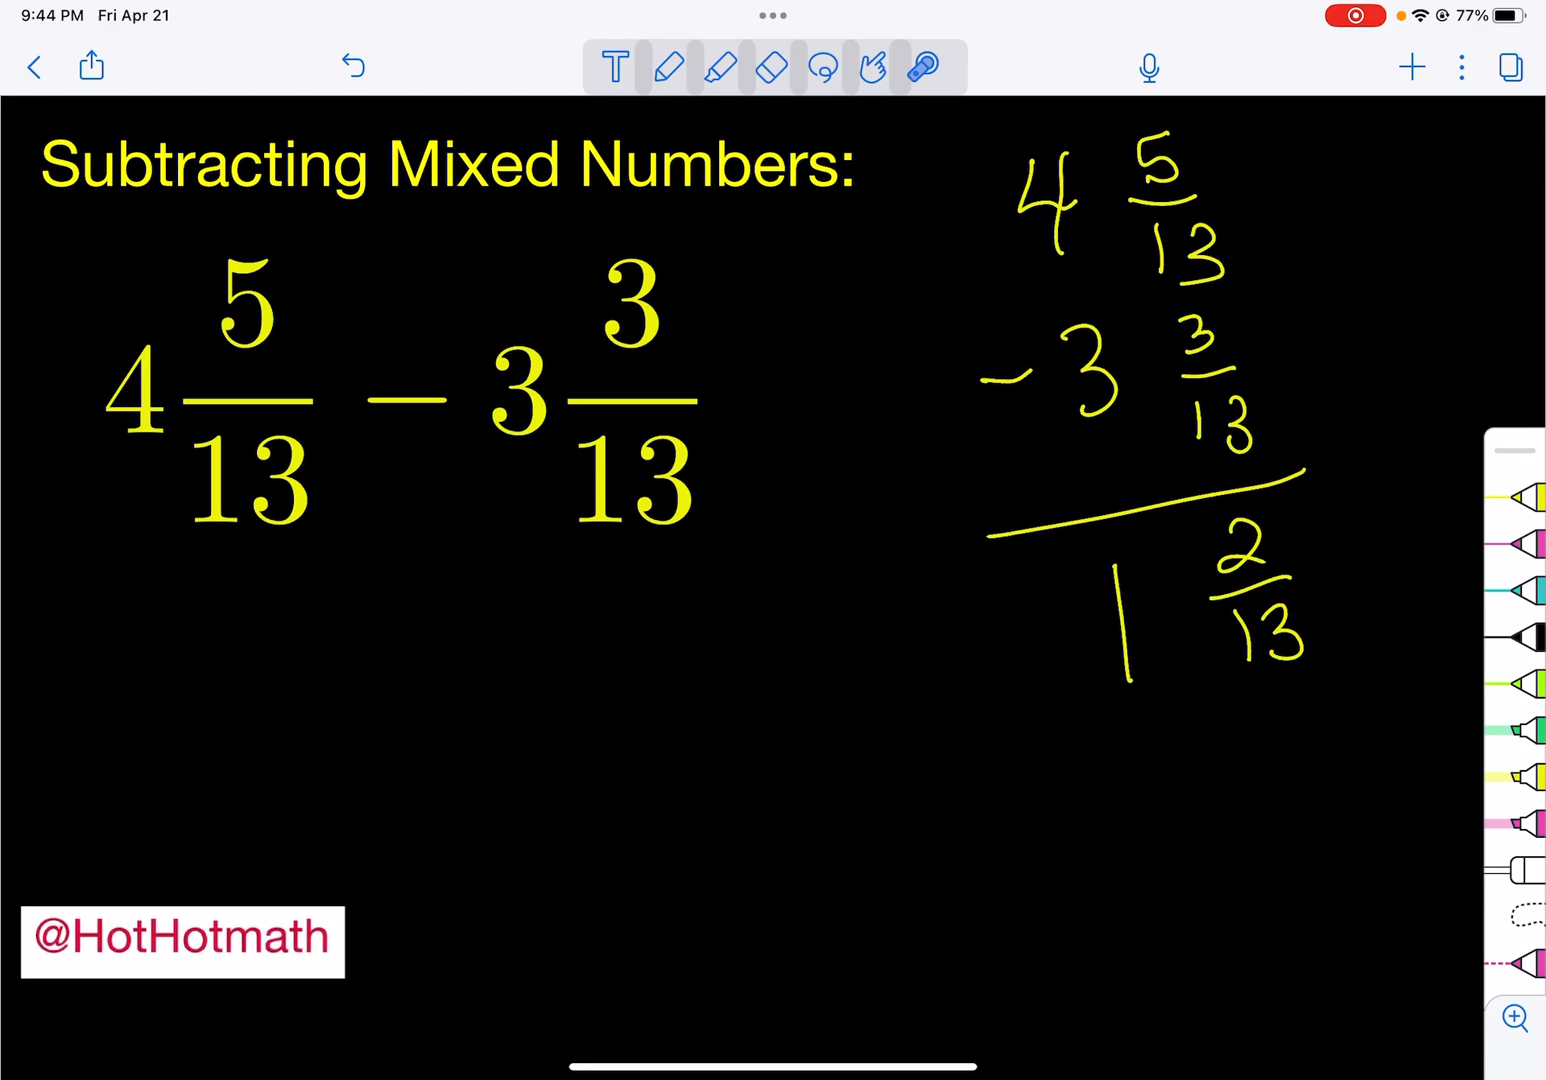 9:44 PM Fri Apr 21 77%
Subtracting Mixed Numbers:
4 5/13 − 3 3/13
4 5/13
− 3 3/13
1 2/13
@HotHotmath